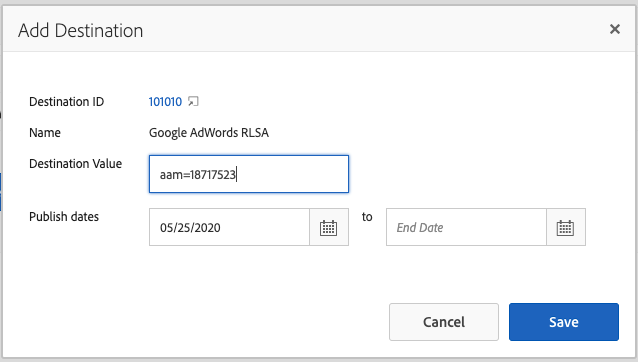 Add Destination
Destination ID 101010
Name Google AdWords RLSA
Destination Value aam=18717523
Publish dates 05/25/2020 to End Date
Cancel Save